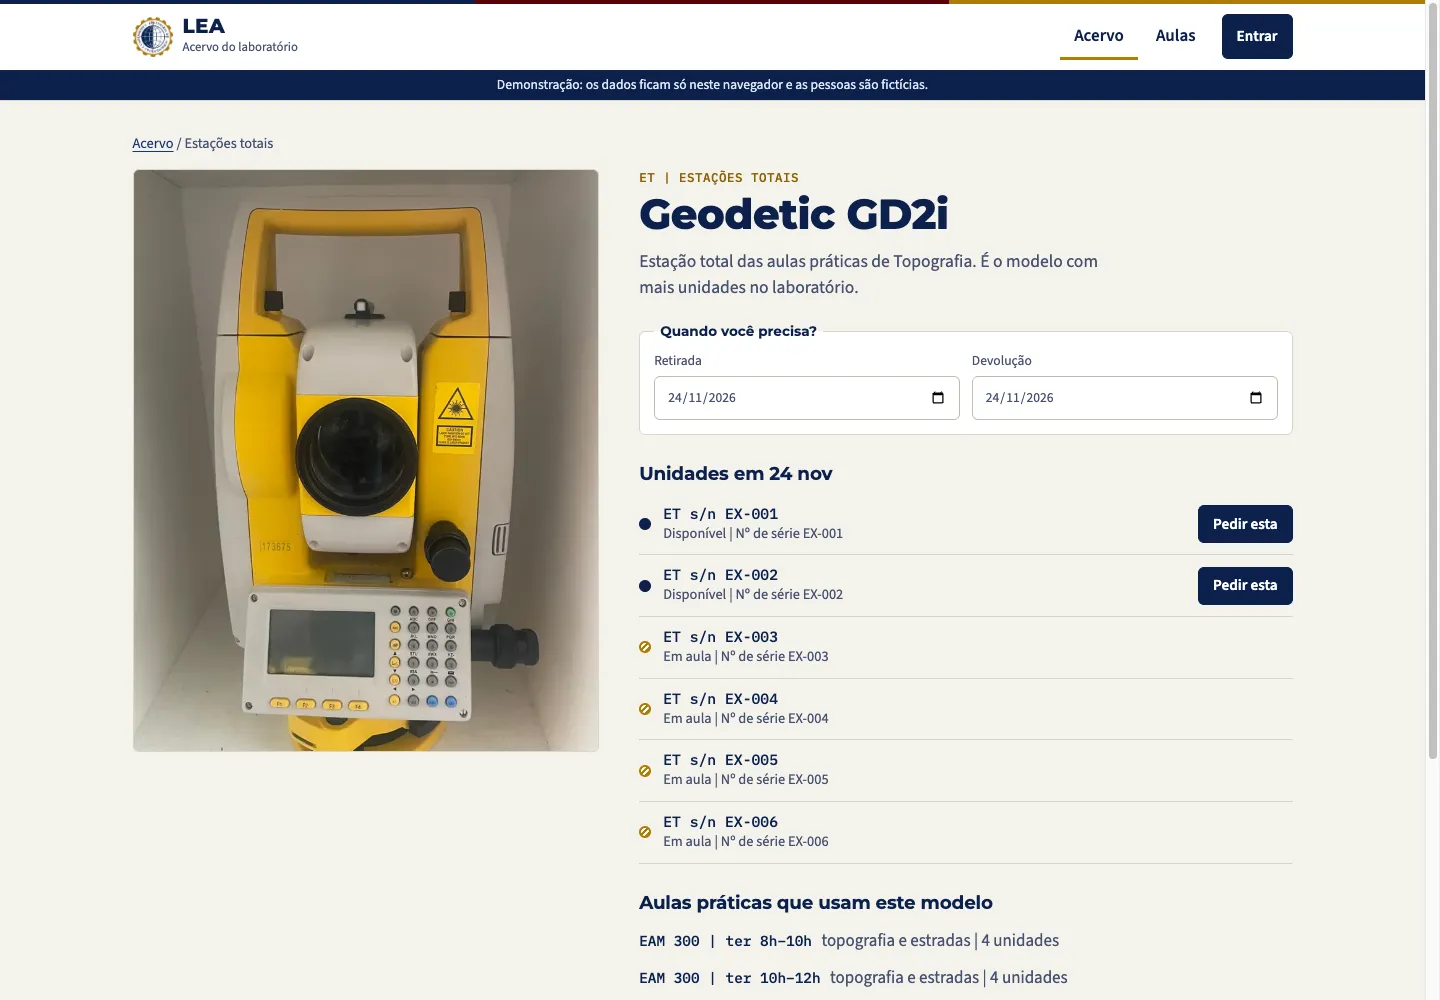 LEA
Acervo do laboratório
Acervo
Aulas
Entrar
Demonstração: os dados ficam só neste navegador e as pessoas são fictícias.
Acervo / Estações totais
173675
ET | ESTAÇÕES TOTAIS
Geodetic GD2i
Estação total das aulas práticas de Topografia. É o modelo com
mais unidades no laboratório.
Quando você precisa?
Retirada
Devolução
24/11/2026
24/11/2026
Unidades em 24 nov
ET s/n EX-001
Disponível | Nº de série EX-001
Pedir esta
ET s/n EX-002
Disponível | Nº de série EX-002
Pedir esta
ET s/n EX-003
Em aula | Nº de série EX-003
ET s/n EX-004
Em aula | Nº de série EX-004
ET s/n EX-005
Em aula | Nº de série EX-005
ET s/n EX-006
Em aula | Nº de série EX-006
Aulas práticas que usam este modelo
EAM 300 | ter 8h–10h topografia e estradas | 4 unidades
EAM 300 | ter 10h–12h topografia e estradas | 4 unidades